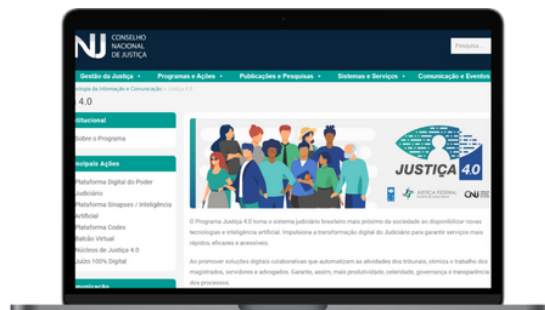 CONSELHO
NACIONAL
DE JUSTIÇA
Pesquisa...
Gestão da Justiça
Programas e Ações
Publicações e Pesquisas
Sistemas e Serviços
Comunicação e Eventos
Justiça 4.0
4.0
Sobre o Programa
Plataforma Digital do Poder
Judiciário
Plataforma Sinapses / Inteligência
Artificial
Plataforma Codex
Balcão Virtual
Núcleos de Justiça 4.0
Juízo 100% Digital
JUSTIÇA 4.0
JUSTIÇA FEDERAL
CNJ
O Programa Justiça 4.0 torna o sistema judiciário brasileiro mais próximo da sociedade ao disponibilizar novas
tecnologias e inteligência artificial. Impulsiona a transformação digital do Judiciário para garantir serviços mais
rápidos, eficazes e acessíveis.
Ao promover soluções digitais colaborativas que automatizam as atividades dos tribunais, otimiza o trabalho dos
magistrados, servidores e advogados. Garante, assim, mais produtividade, celeridade, governança e transparência
dos processos.